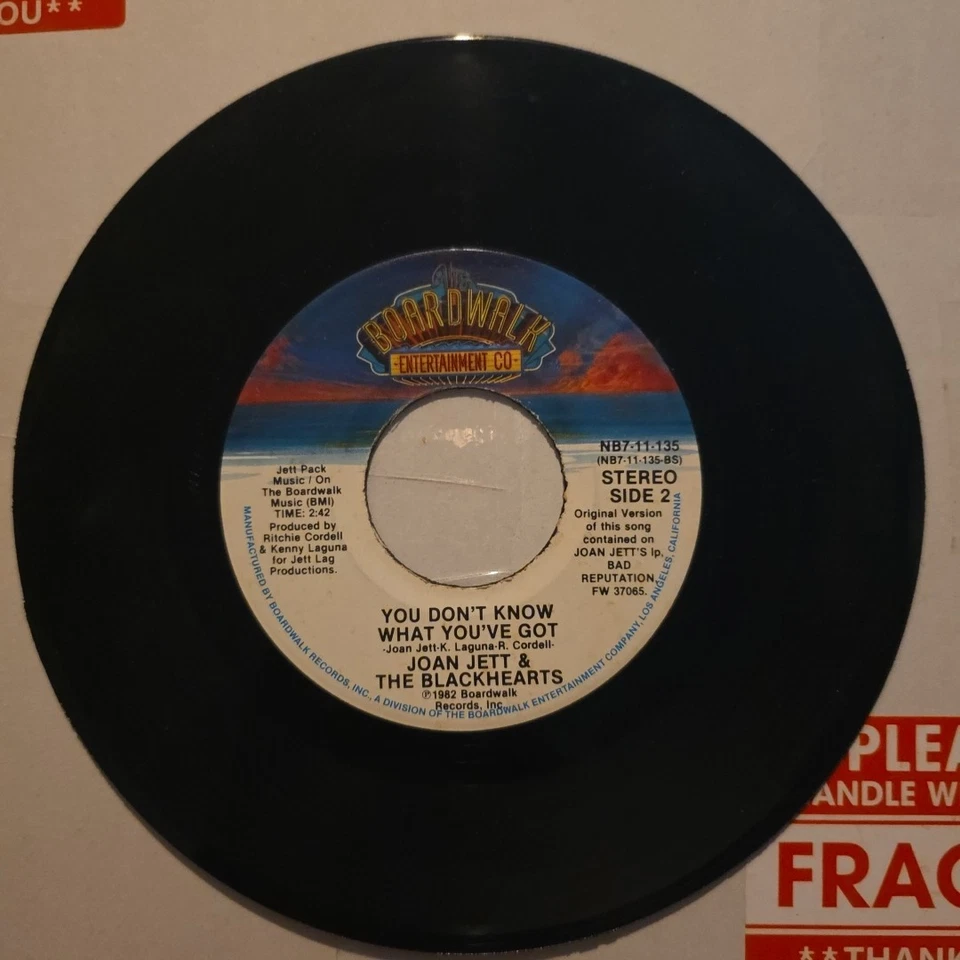 OU**
The
BOARDWALK
-ENTERTAINMENT CO-
NB7-11-135
(NB7-11-135-BS)
STEREO
SIDE 2
Original Version
of this song
contained on
JOAN JETT'S lp,
BAD
REPUTATION,
FW 37065.
Jett Pack
Music / On
The Boardwalk
Music (BMI)
TIME: 2:42
Produced by
Ritchie Cordell
& Kenny Laguna
for Jett Lag
Productions.
YOU DON'T KNOW
WHAT YOU'VE GOT
-Joan Jett-K. Laguna-R. Cordell-
JOAN JETT &
THE BLACKHEARTS
℗1982 Boardwalk
Records, Inc.
MANUFACTURED BY BOARDWALK RECORDS, INC., A DIVISION OF THE BOARDWALK ENTERTAINMENT COMPANY, LOS ANGELES, CALIFORNIA
PLEA
ANDLE W
FRAG
**THANK